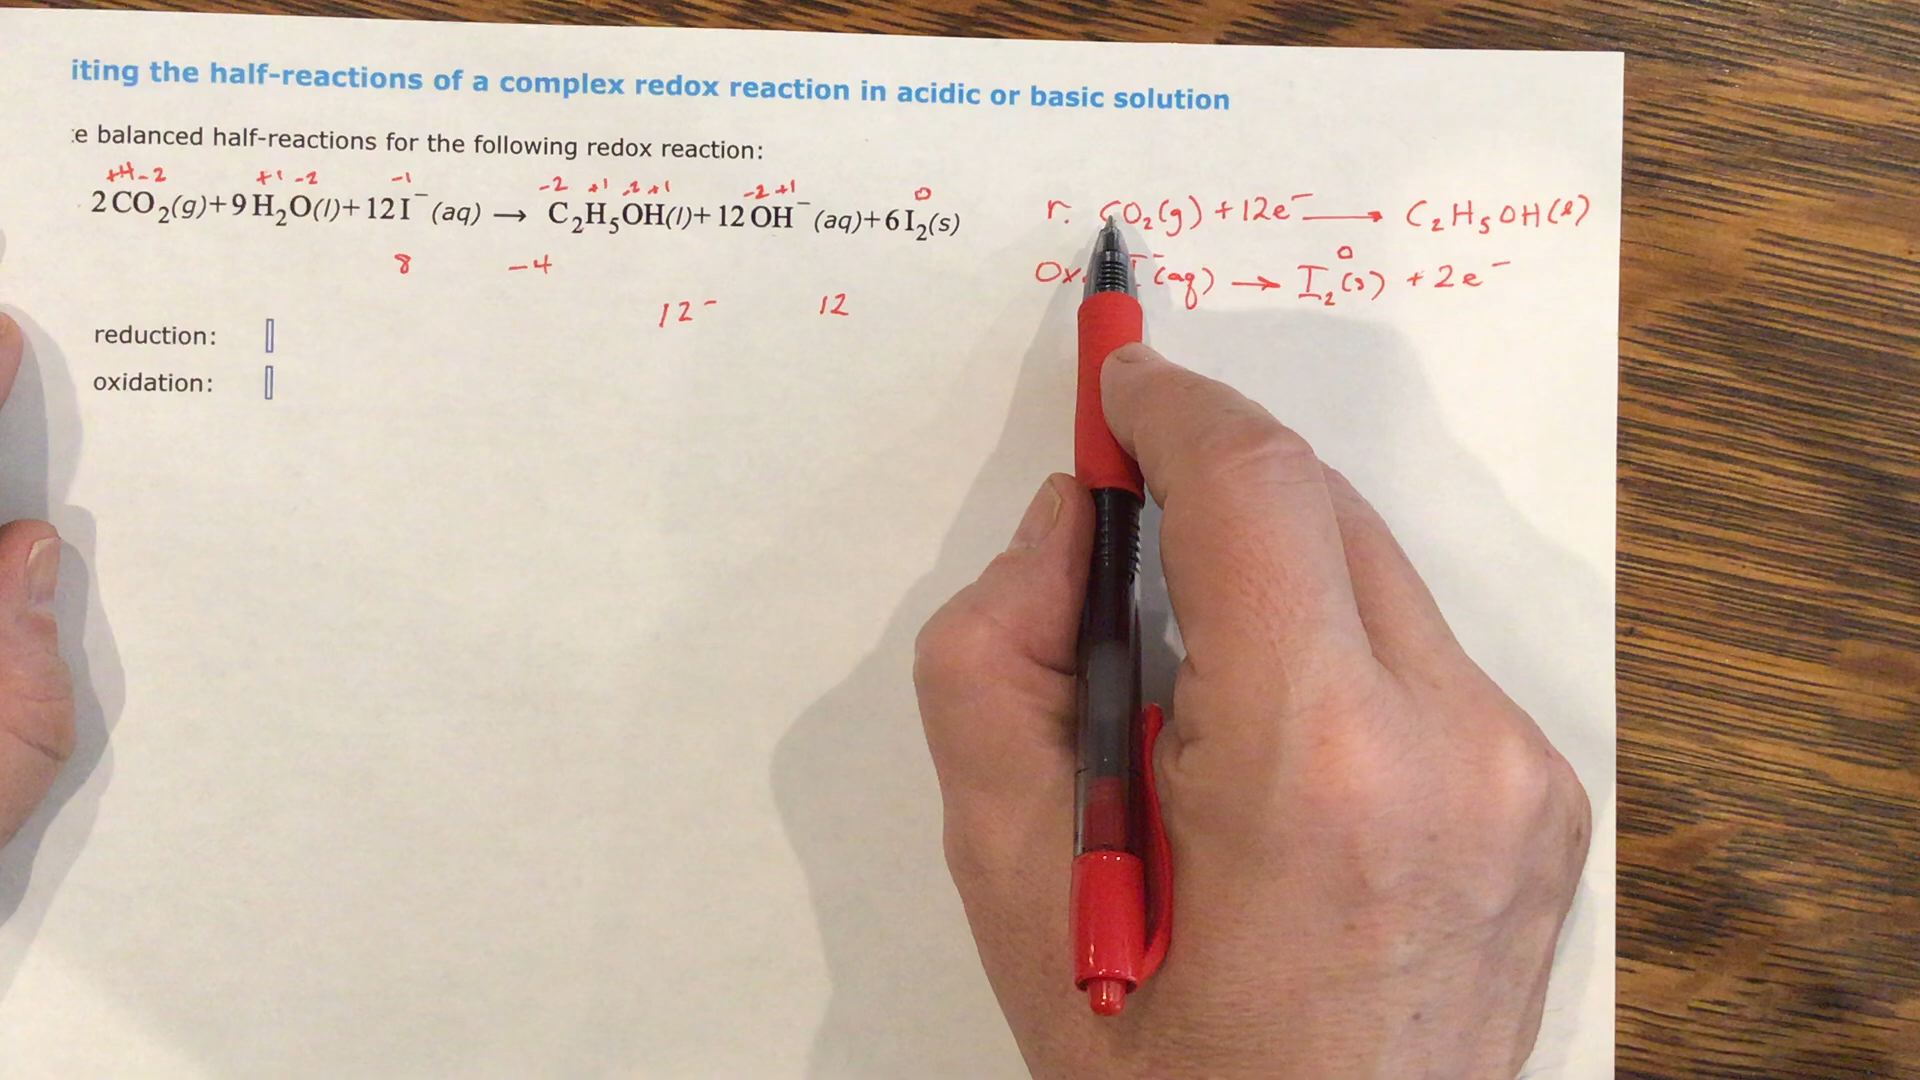 iting the half-reactions of a complex redox reaction in acidic or basic solution
e balanced half-reactions for the following redox reaction:
+4 -2 +1 -2 -1 -2 +1 -2 +1 -2 +1 0
2 CO₂(g)+9 H₂O(l)+12 I⁻(aq) → C₂H₅OH(l)+12 OH⁻(aq)+6 I₂(s)
r. CO₂(g) + 12e⁻ → C₂H₅OH(l)
8 -4
0
Ox. I⁻(aq) → I₂(s) + 2e⁻
12- 12
reduction:
oxidation: